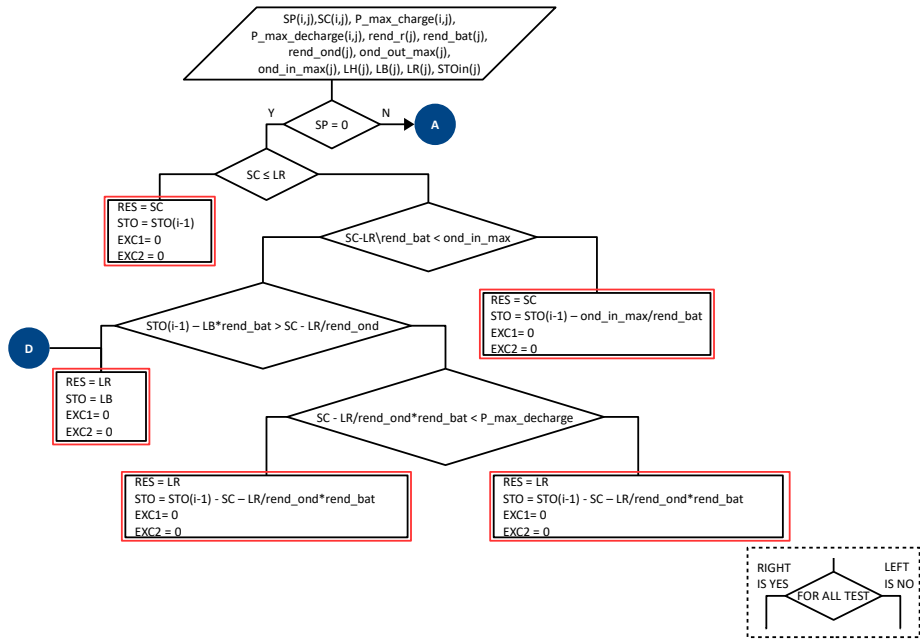 SP(i,j),SC(i,j), P_max_charge(i,j),
P_max_decharge(i,j), rend_r(j), rend_bat(j),
rend_ond(j), ond_out_max(j),
ond_in_max(j), LH(j), LB(j), LR(j), STOin(j)
Y
N
SP = 0
A
SC ≤ LR
RES = SC
STO = STO(i-1)
EXC1= 0
EXC2 = 0
SC-LR\rend_bat < ond_in_max
RES = SC
STO = STO(i-1) – ond_in_max/rend_bat
EXC1= 0
EXC2 = 0
STO(i-1) – LB*rend_bat > SC - LR/rend_ond
D
RES = LR
STO = LB
EXC1= 0
EXC2 = 0
SC - LR/rend_ond*rend_bat < P_max_decharge
RES = LR
STO = STO(i-1) - SC – LR/rend_ond*rend_bat
EXC1= 0
EXC2 = 0
RES = LR
STO = STO(i-1) - SC – LR/rend_ond*rend_bat
EXC1= 0
EXC2 = 0
RIGHT
IS YES
LEFT
IS NO
FOR ALL TEST